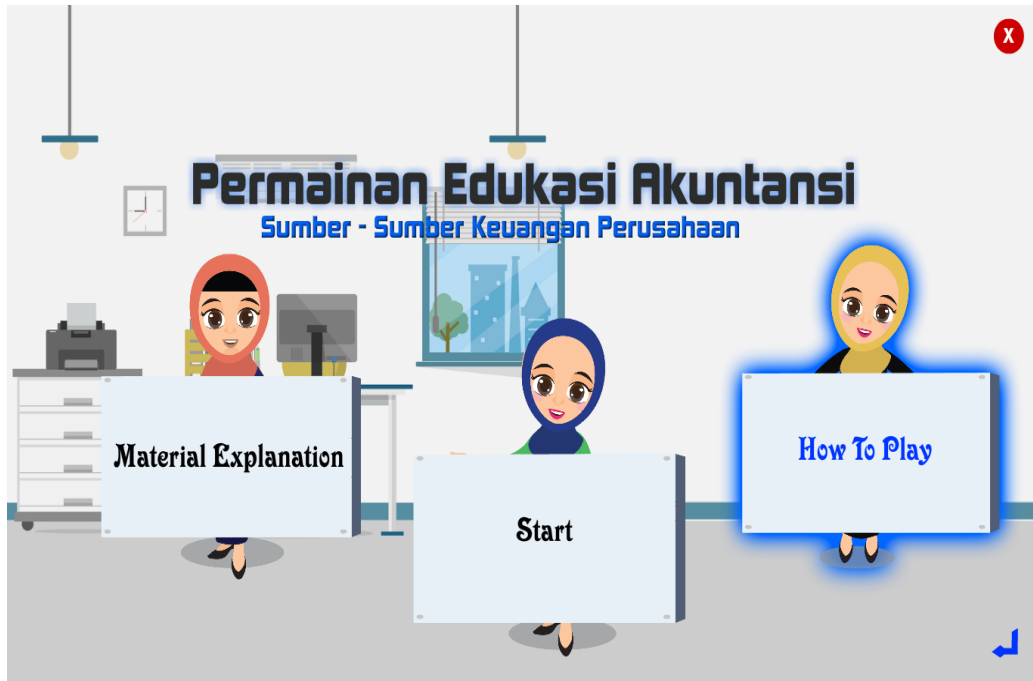 X
Permainan Edukasi Akuntansi
Sumber - Sumber Keuangan Perusahaan
Material Explanation
Start
How To Play